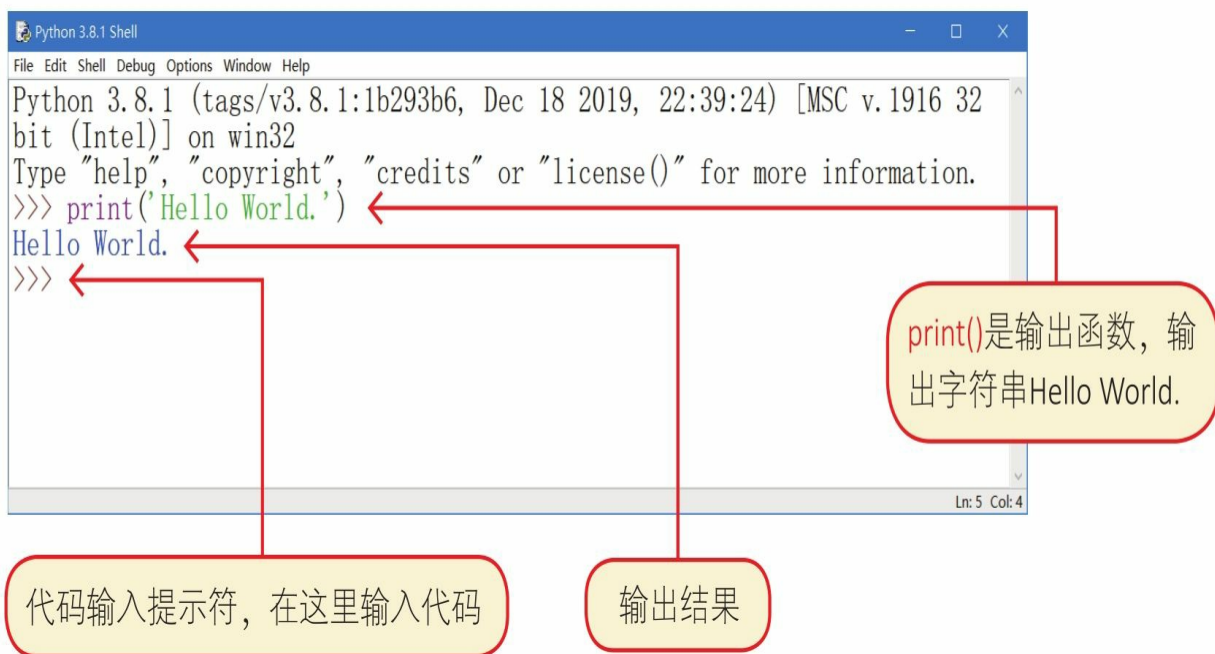 Python 3.8.1 Shell
File Edit Shell Debug Options Window Help
Python 3.8.1 (tags/v3.8.1:1b293b6, Dec 18 2019, 22:39:24) [MSC v.1916 32
bit (Intel)] on win32
Type "help", "copyright", "credits" or "license()" for more information.
>>> print('Hello World.')
Hello World.
>>>
print()是输出函数，输
出字符串Hello World.
Ln: 5 Col: 4
代码输入提示符，在这里输入代码
输出结果